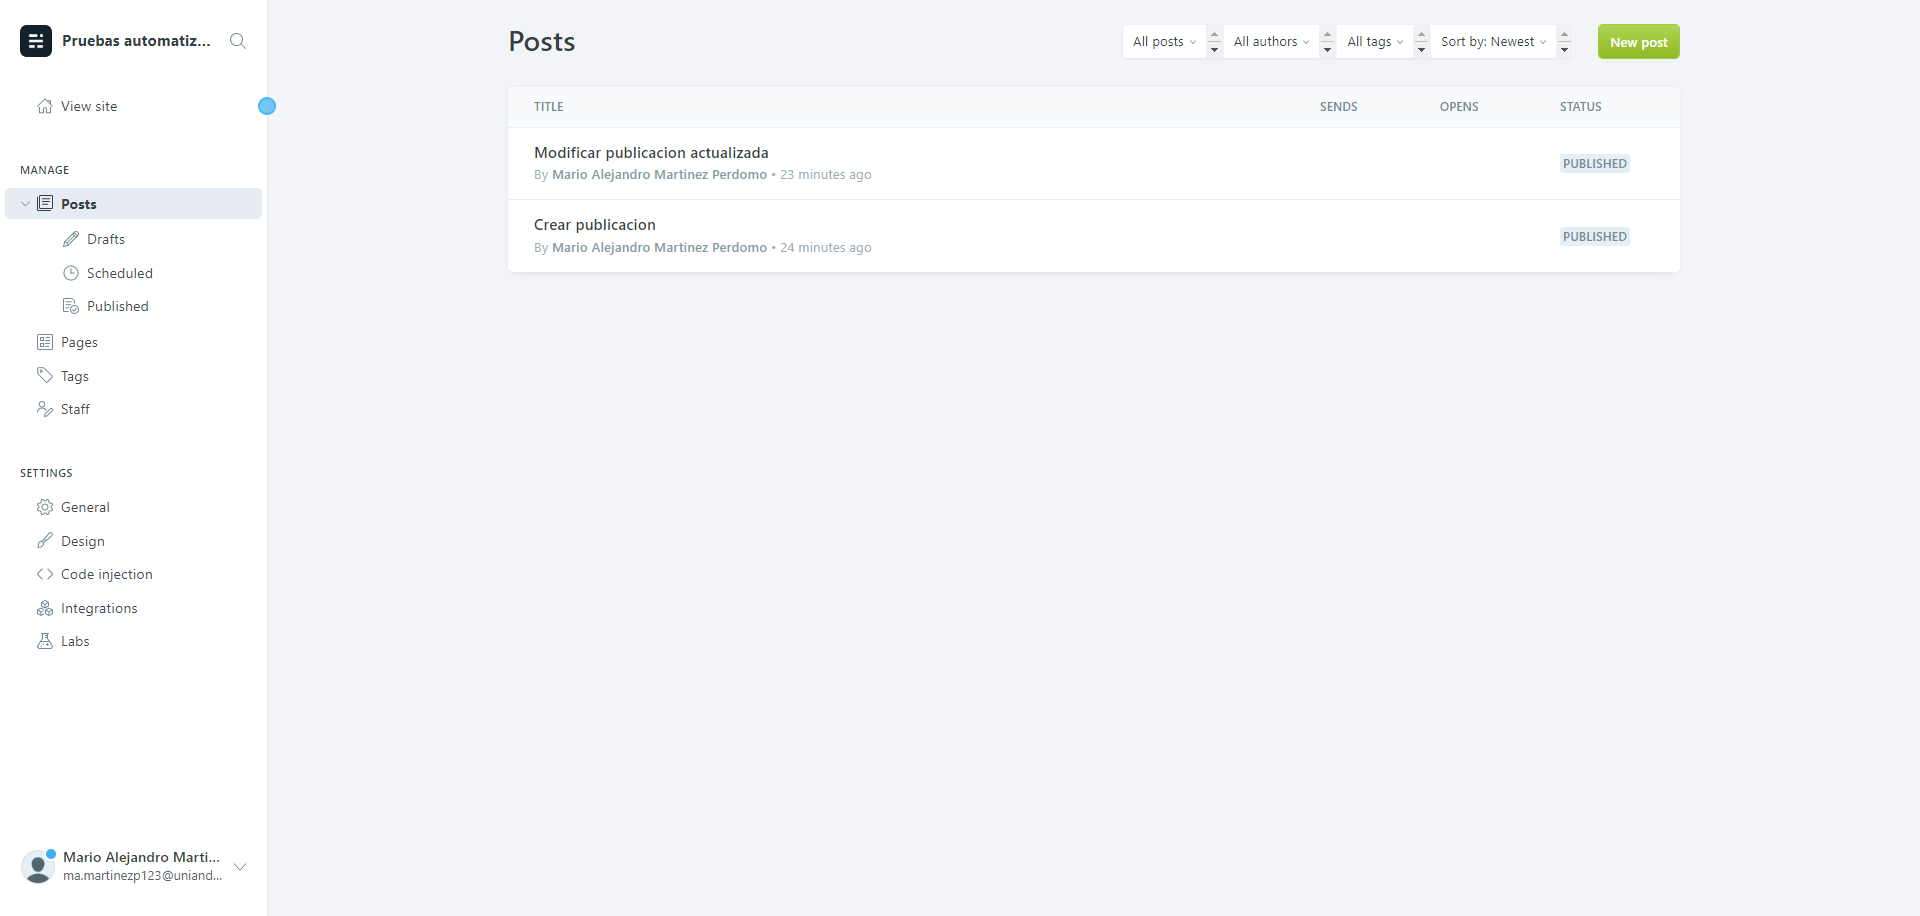 Pruebas automatiz...
View site
MANAGE
Posts
Drafts
Scheduled
Published
Pages
Tags
Staff
SETTINGS
General
Design
Code injection
Integrations
Labs
Mario Alejandro Marti...
ma.martinezp123@uniand...
Posts
All posts
All authors
All tags
Sort by: Newest
New post
TITLE SENDS OPENS STATUS
Modificar publicacion actualizada
By Mario Alejandro Martinez Perdomo • 23 minutes ago
PUBLISHED
Crear publicacion
By Mario Alejandro Martinez Perdomo • 24 minutes ago
PUBLISHED